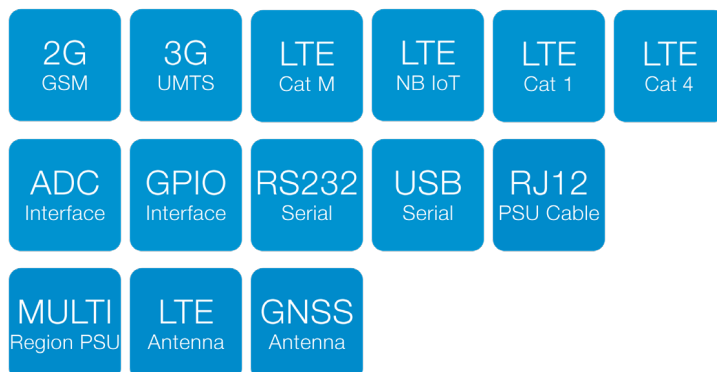 2G 3G LTE LTE LTE LTE
GSM UMTS Cat M NB IoT Cat 1 Cat 4
ADC GPIO RS232 USB RJ12
Interface Interface Serial Serial PSU Cable
MULTI LTE GNSS
Region PSU Antenna Antenna